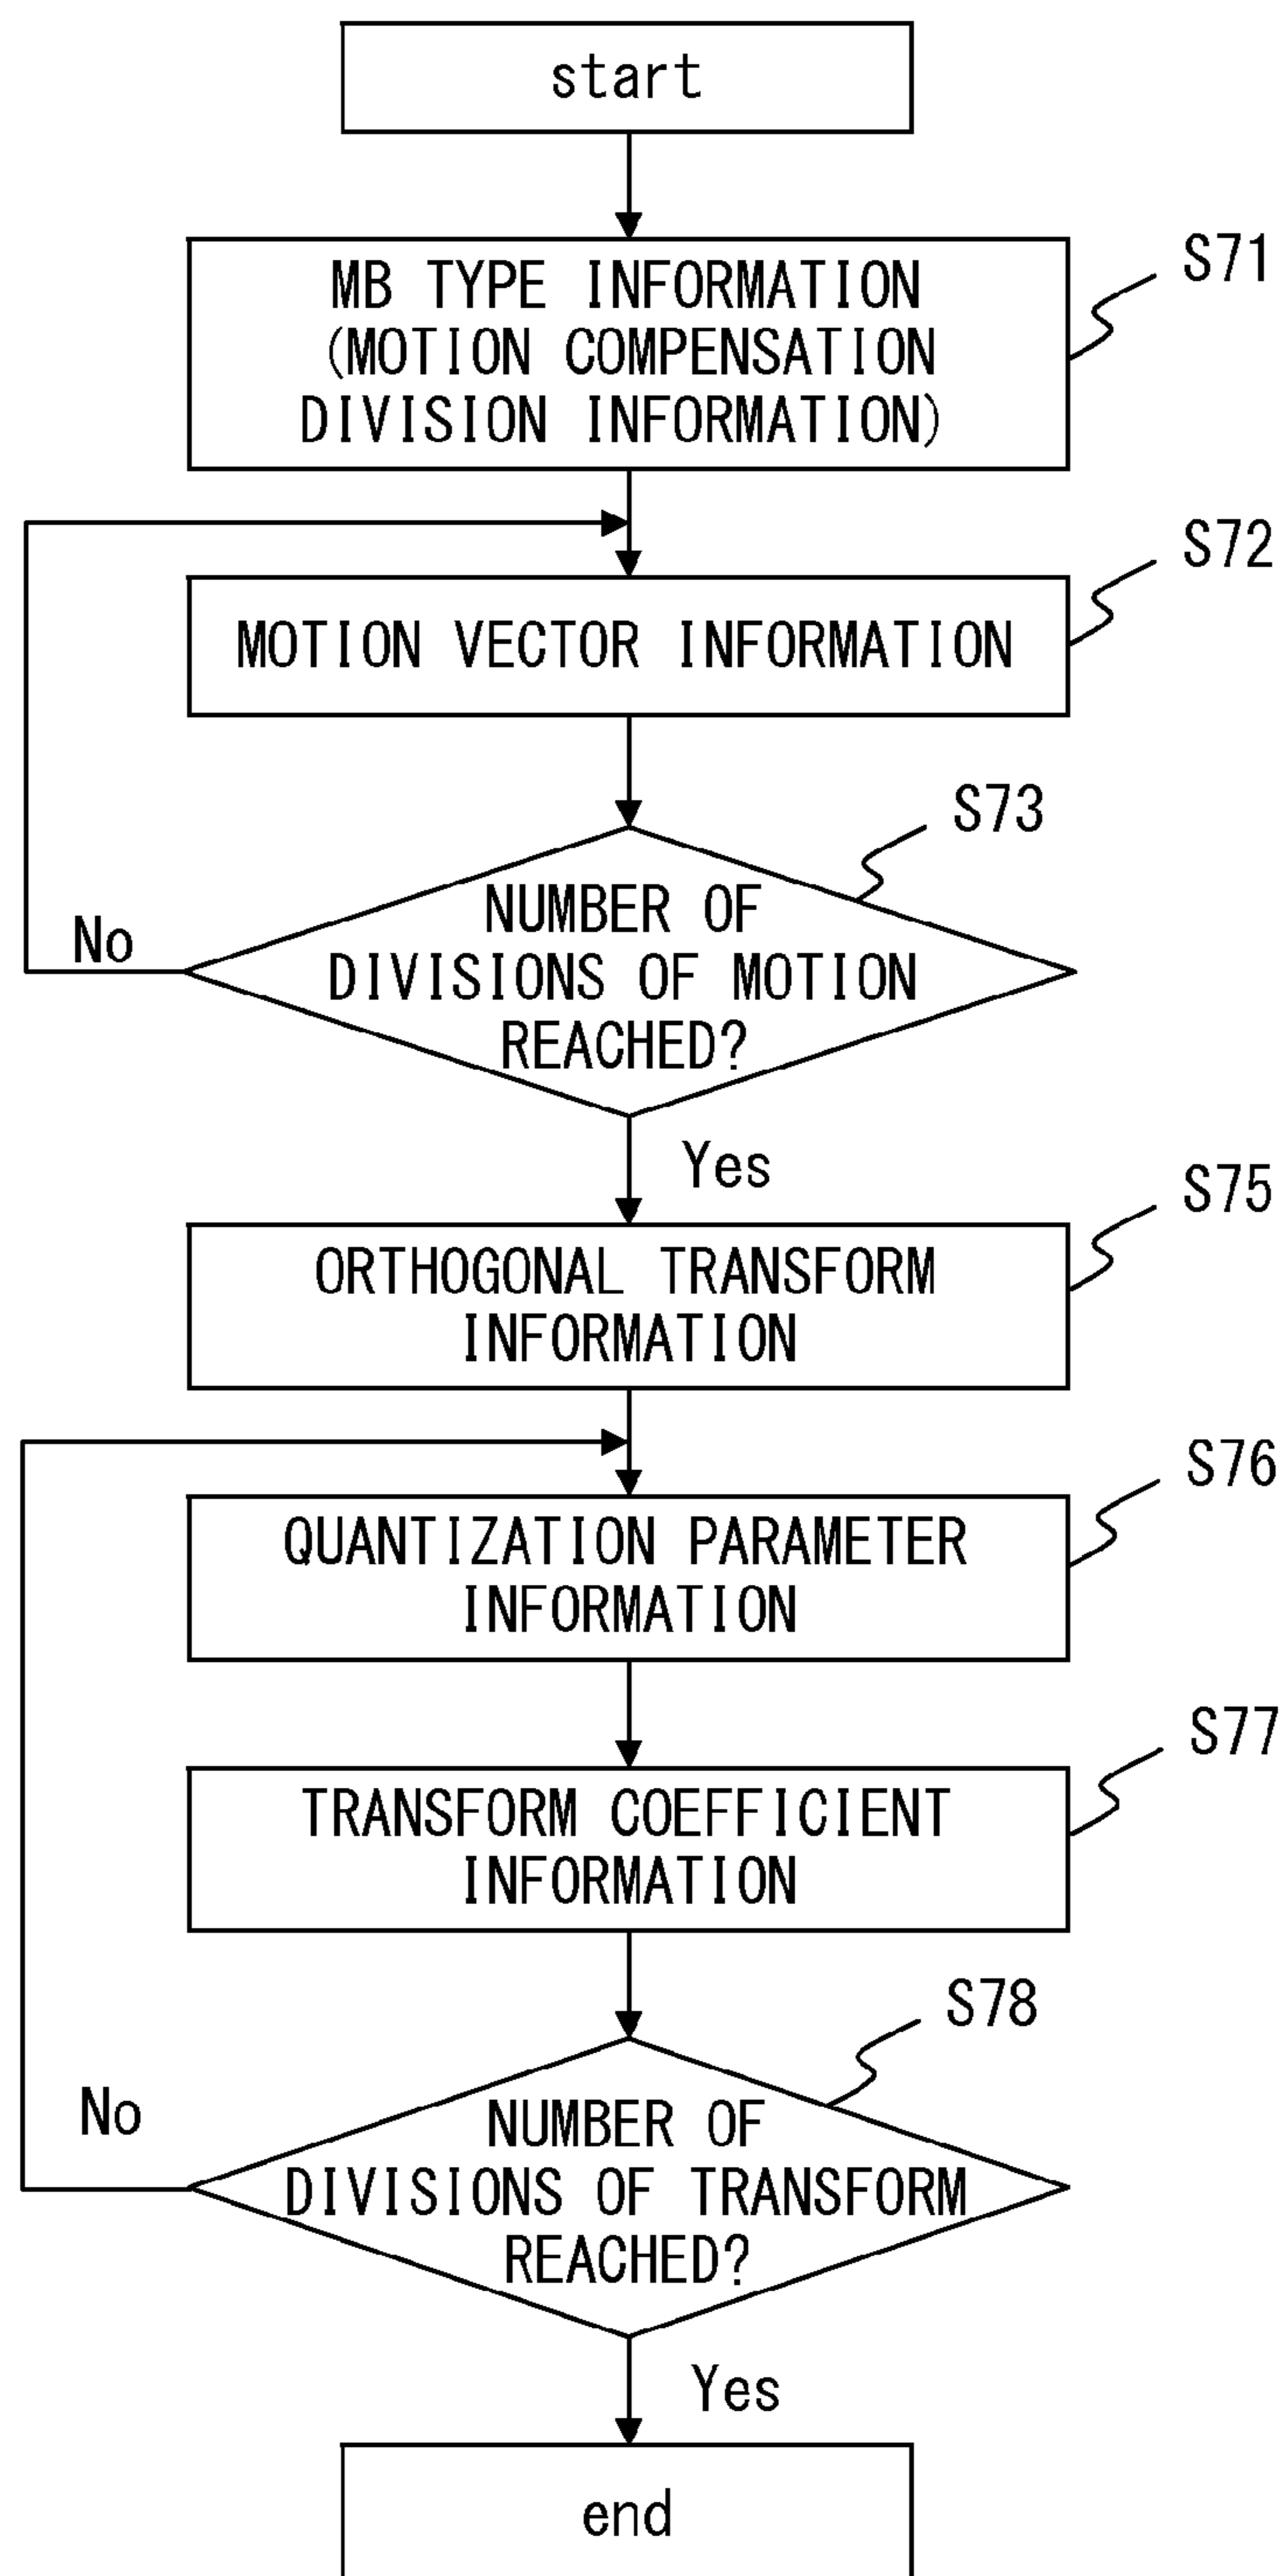 start
S71
MB TYPE INFORMATION
(MOTION COMPENSATION
DIVISION INFORMATION)
S72
MOTION VECTOR INFORMATION
S73
NUMBER OF
DIVISIONS OF MOTION
REACHED?
No
Yes
S75
ORTHOGONAL TRANSFORM
INFORMATION
S76
QUANTIZATION PARAMETER
INFORMATION
S77
TRANSFORM COEFFICIENT
INFORMATION
S78
NUMBER OF
DIVISIONS OF TRANSFORM
REACHED?
No
Yes
end